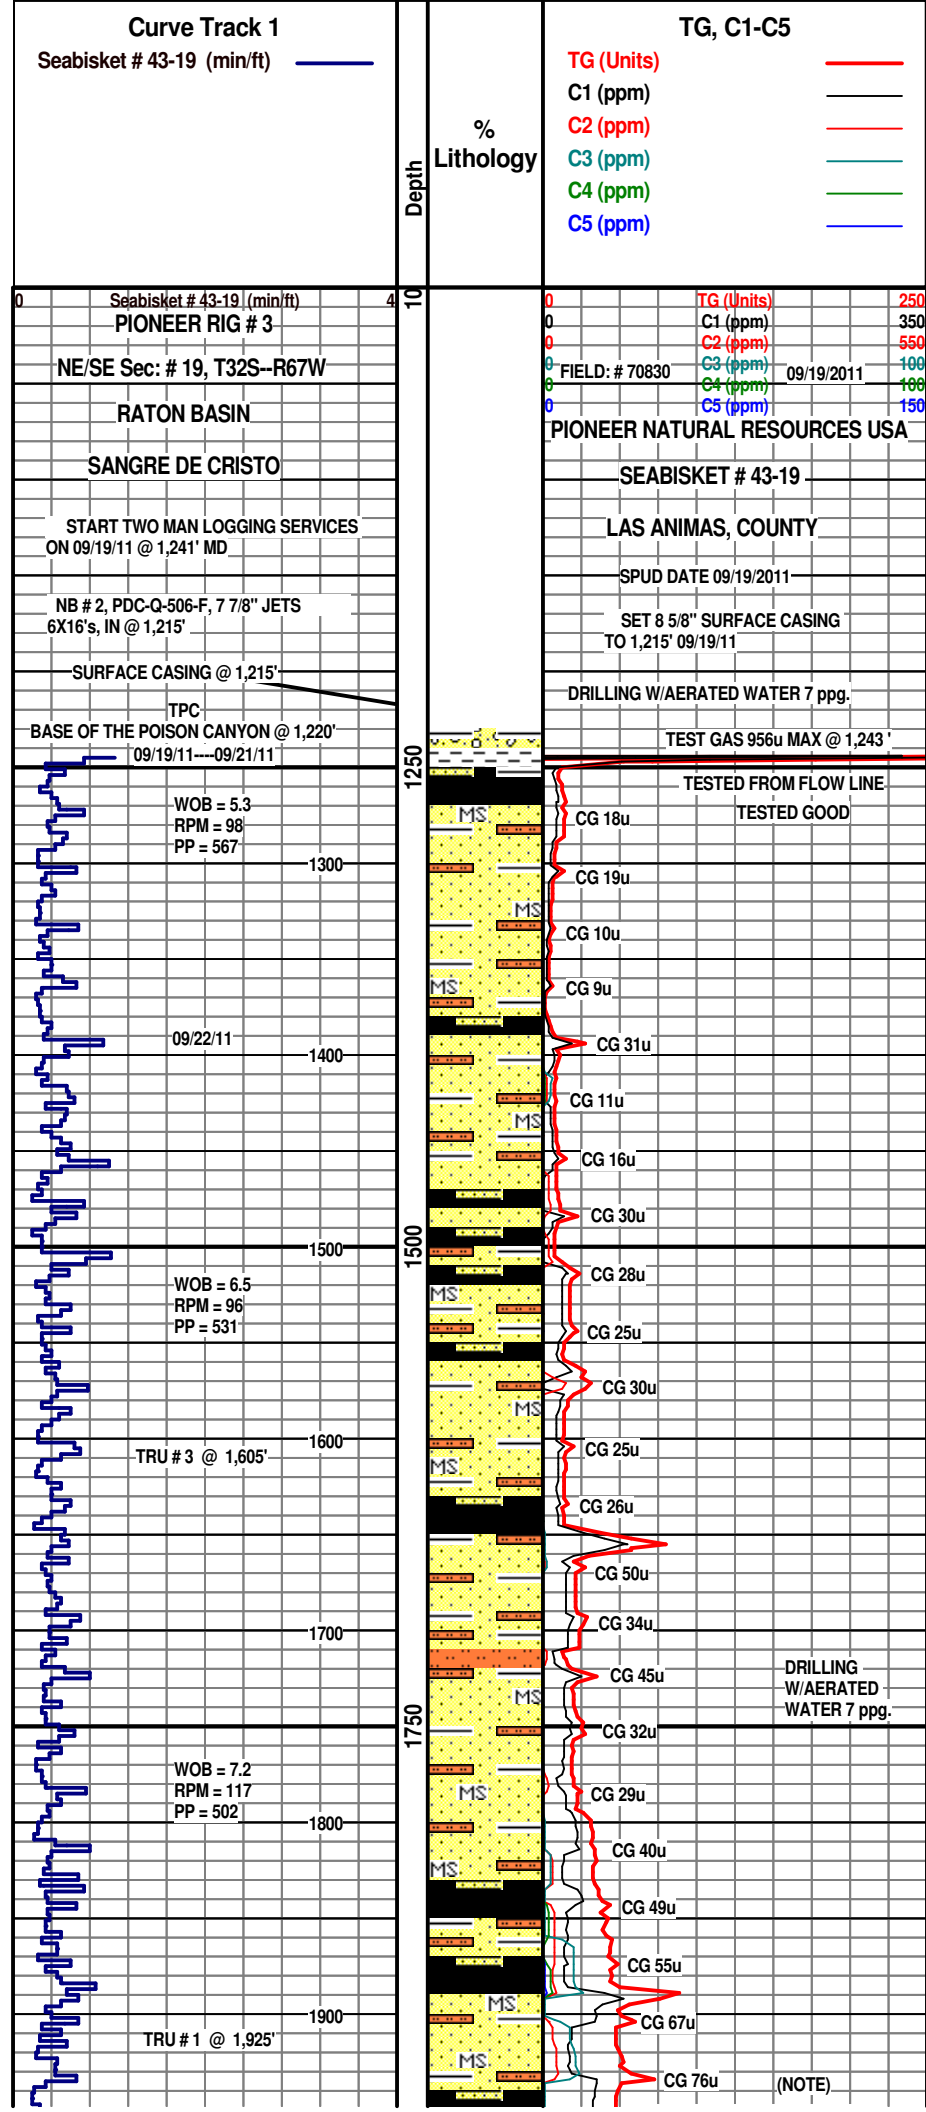 Curve Track 1
Seabisket # 43-19 (min/ft)
Depth
%
Lithology
TG, C1-C5
TG (Units)
C1 (ppm)
C2 (ppm)
C3 (ppm)
C4 (ppm)
C5 (ppm)
0 Seabisket # 43-19 (min/ft) 4
10
0 TG (Units) 250
0 C1 (ppm) 350
0 C2 (ppm) 550
0 C3 (ppm) 100
0 C4 (ppm) 100
0 C5 (ppm) 150
PIONEER RIG # 3
NE/SE Sec: # 19, T32S--R67W
FIELD: # 70830
09/19/2011
RATON BASIN
PIONEER NATURAL RESOURCES USA
SANGRE DE CRISTO
SEABISKET # 43-19
START TWO MAN LOGGING SERVICES
ON 09/19/11 @ 1,241' MD
LAS ANIMAS, COUNTY
SPUD DATE 09/19/2011
NB # 2, PDC-Q-506-F, 7 7/8" JETS
6X16's, IN @ 1,215'
SET 8 5/8" SURFACE CASING
TO 1,215' 09/19/11
SURFACE CASING @ 1,215'
DRILLING W/AERATED WATER 7 ppg.
TPC
BASE OF THE POISON CANYON @ 1,220'
09/19/11----09/21/11
TEST GAS 956u MAX @ 1,243 '
1250
TESTED FROM FLOW LINE
TESTED GOOD
WOB = 5.3
RPM = 98
PP = 567
MS
CG 18u
1300
CG 19u
MS
CG 10u
MS
CG 9u
09/22/11
CG 31u
1400
CG 11u
MS
CG 16u
CG 30u
1500
1500
CG 28u
WOB = 6.5
RPM = 96
PP = 531
MS
CG 25u
CG 30u
MS
1600
CG 25u
TRU # 3 @ 1,605'
MS
CG 26u
CG 50u
1700
CG 34u
CG 45u
DRILLING
W/AERATED
WATER 7 ppg.
MS
1750
CG 32u
WOB = 7.2
RPM = 117
PP = 502
MS
CG 29u
1800
CG 40u
MS
CG 49u
CG 55u
MS
1900
CG 67u
TRU # 1 @ 1,925'
MS
CG 76u
(NOTE)